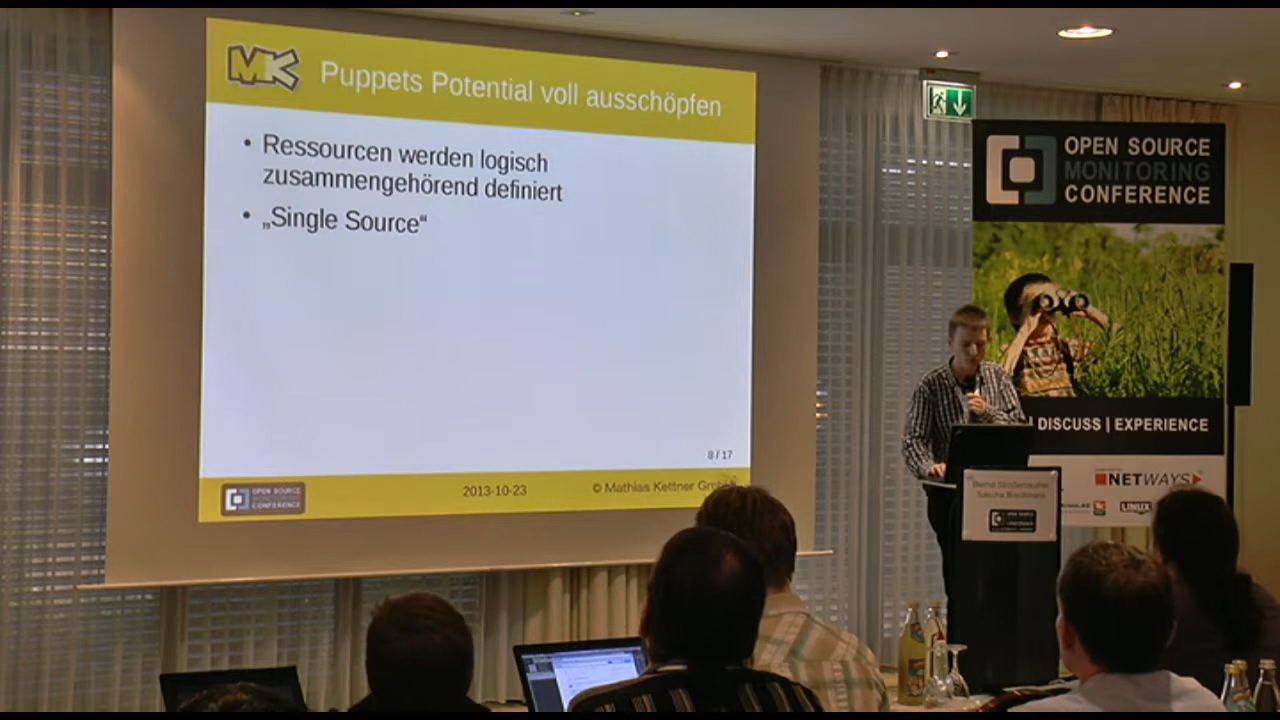 MK
Puppets Potential voll ausschöpfen
• Ressourcen werden logisch
zusammengehörend definiert
• „Single Source“
8 / 17
OPEN SOURCE
MONITORING
CONFERENCE
2013-10-23
© Mathias Kettner GmbH
OPEN SOURCE
MONITORING
CONFERENCE
| DISCUSS | EXPERIENCE
NETWAYS
LINUX